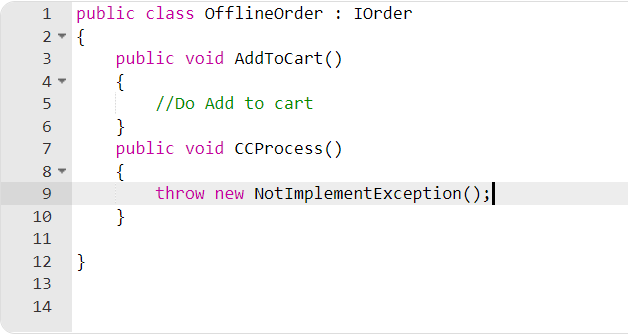 1 public class OfflineOrder : IOrder
2 {
3 public void AddToCart()
4 {
5 //Do Add to cart
6 }
7 public void CCProcess()
8 {
9 throw new NotImplementException();
10 }
11
12 }
13
14